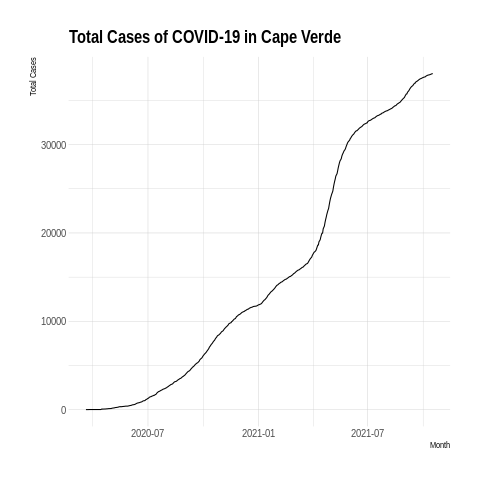 Total Cases of COVID-19 in Cape Verde
Total Cases
30000
20000
10000
0
2020-07 2021-01 2021-07
Month